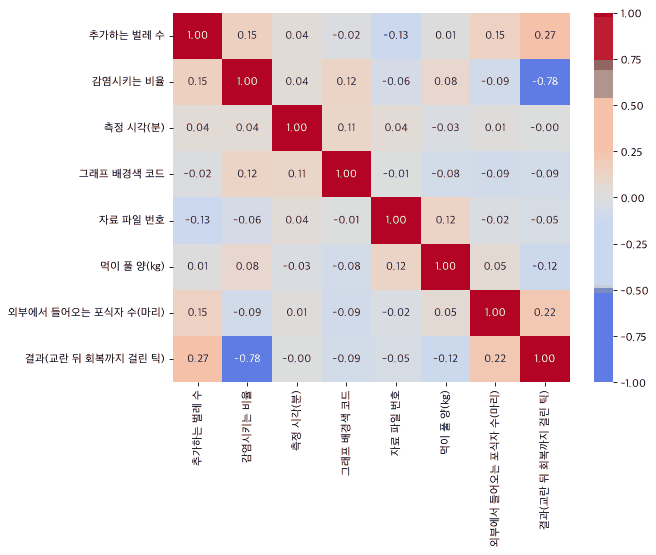 추가하는 벌레 수 1.00 0.15 0.04 -0.02 -0.13 0.01 0.15 0.27
감염시키는 비율 0.15 1.00 0.04 0.12 -0.06 0.08 -0.09 -0.78
측정 시각(분) 0.04 0.04 1.00 0.11 0.04 -0.03 0.01 -0.00
그래프 배경색 코드 -0.02 0.12 0.11 1.00 -0.01 -0.08 -0.09 -0.09
자료 파일 번호 -0.13 -0.06 0.04 -0.01 1.00 0.12 -0.02 -0.05
먹이 풀 양(kg) 0.01 0.08 -0.03 -0.08 0.12 1.00 0.05 -0.12
외부에서 들어오는 포식자 수(마리) 0.15 -0.09 0.01 -0.09 -0.02 0.05 1.00 0.22
결과(교란 뒤 회복까지 걸린 틱) 0.27 -0.78 -0.00 -0.09 -0.05 -0.12 0.22 1.00
추가하는 벌레 수
감염시키는 비율
측정 시각(분)
그래프 배경색 코드
자료 파일 번호
먹이 풀 양(kg)
외부에서 들어오는 포식자 수(마리)
결과(교란 뒤 회복까지 걸린 틱)
1.00
0.75
0.50
0.25
0.00
-0.25
-0.50
-0.75
-1.00